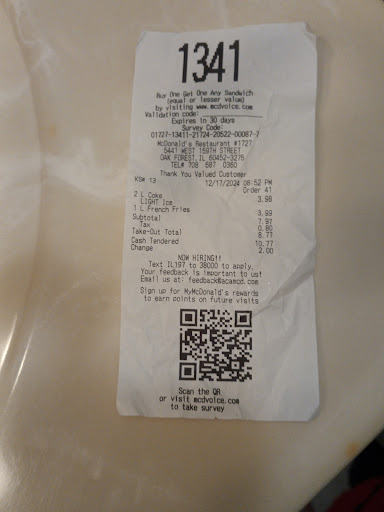 1341
Buy One Get One Any Sandwich
(equal or lesser value)
by visiting www.mcdvoice.com
Validation code:
Expires in 30 days
Survey Code:
01727-13411-21724-20522-00087-7
McDonald's Restaurant #1727
5441 WEST 159TH STREET
OAK FOREST, IL 60452-3275
TEL# 708 687 0360
Thank You Valued Customer
KS# 13 12/17/2024 08:52 PM
Order 41
2 L Coke 3.98
LIGHT Ice
1 L French Fries 3.99
Subtotal 7.97
Tax 0.80
Take-Out Total 8.77
Cash Tendered 10.77
Change 2.00
NOW HIRING!!
Text IL197 to 38000 to apply.
Your feedback is important to us!
Email us at: feedback@acamcd.com
Sign up for MyMcDonald's rewards
to earn points on future visits
Scan the QR
or visit mcdvoice.com
to take survey